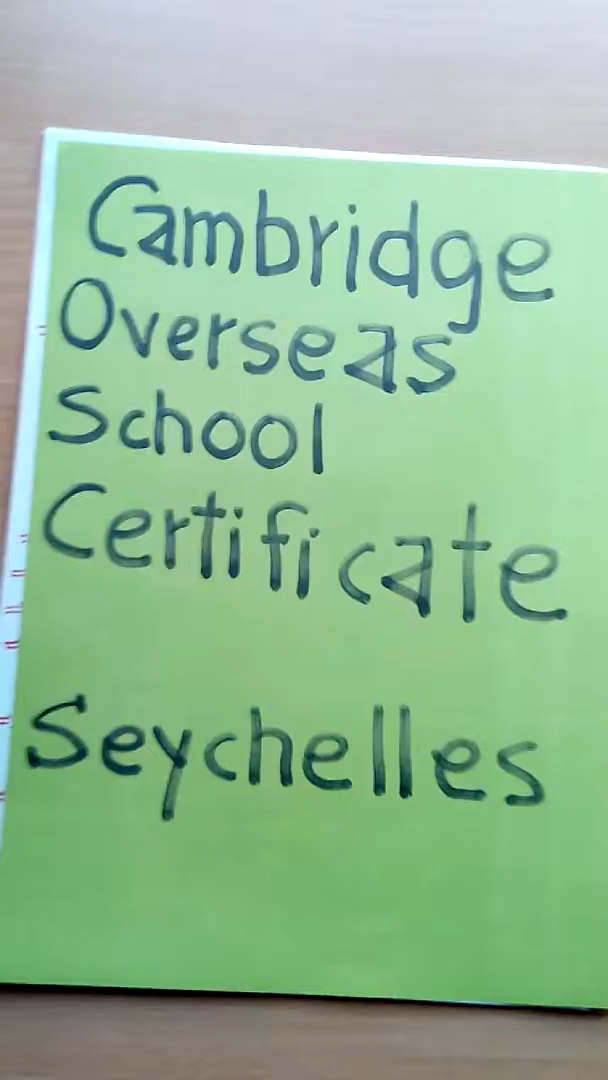 Cambridge
Overseas
School
Certificate
Seychelles